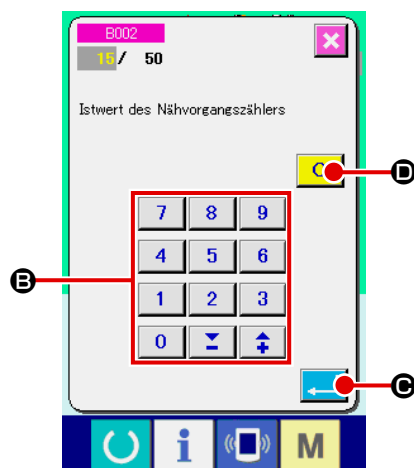 B002
15/ 50
Istwert des Nähvorgangszählers
C
D
7 8 9
4 5 6
B
1 2 3
0
C
i M